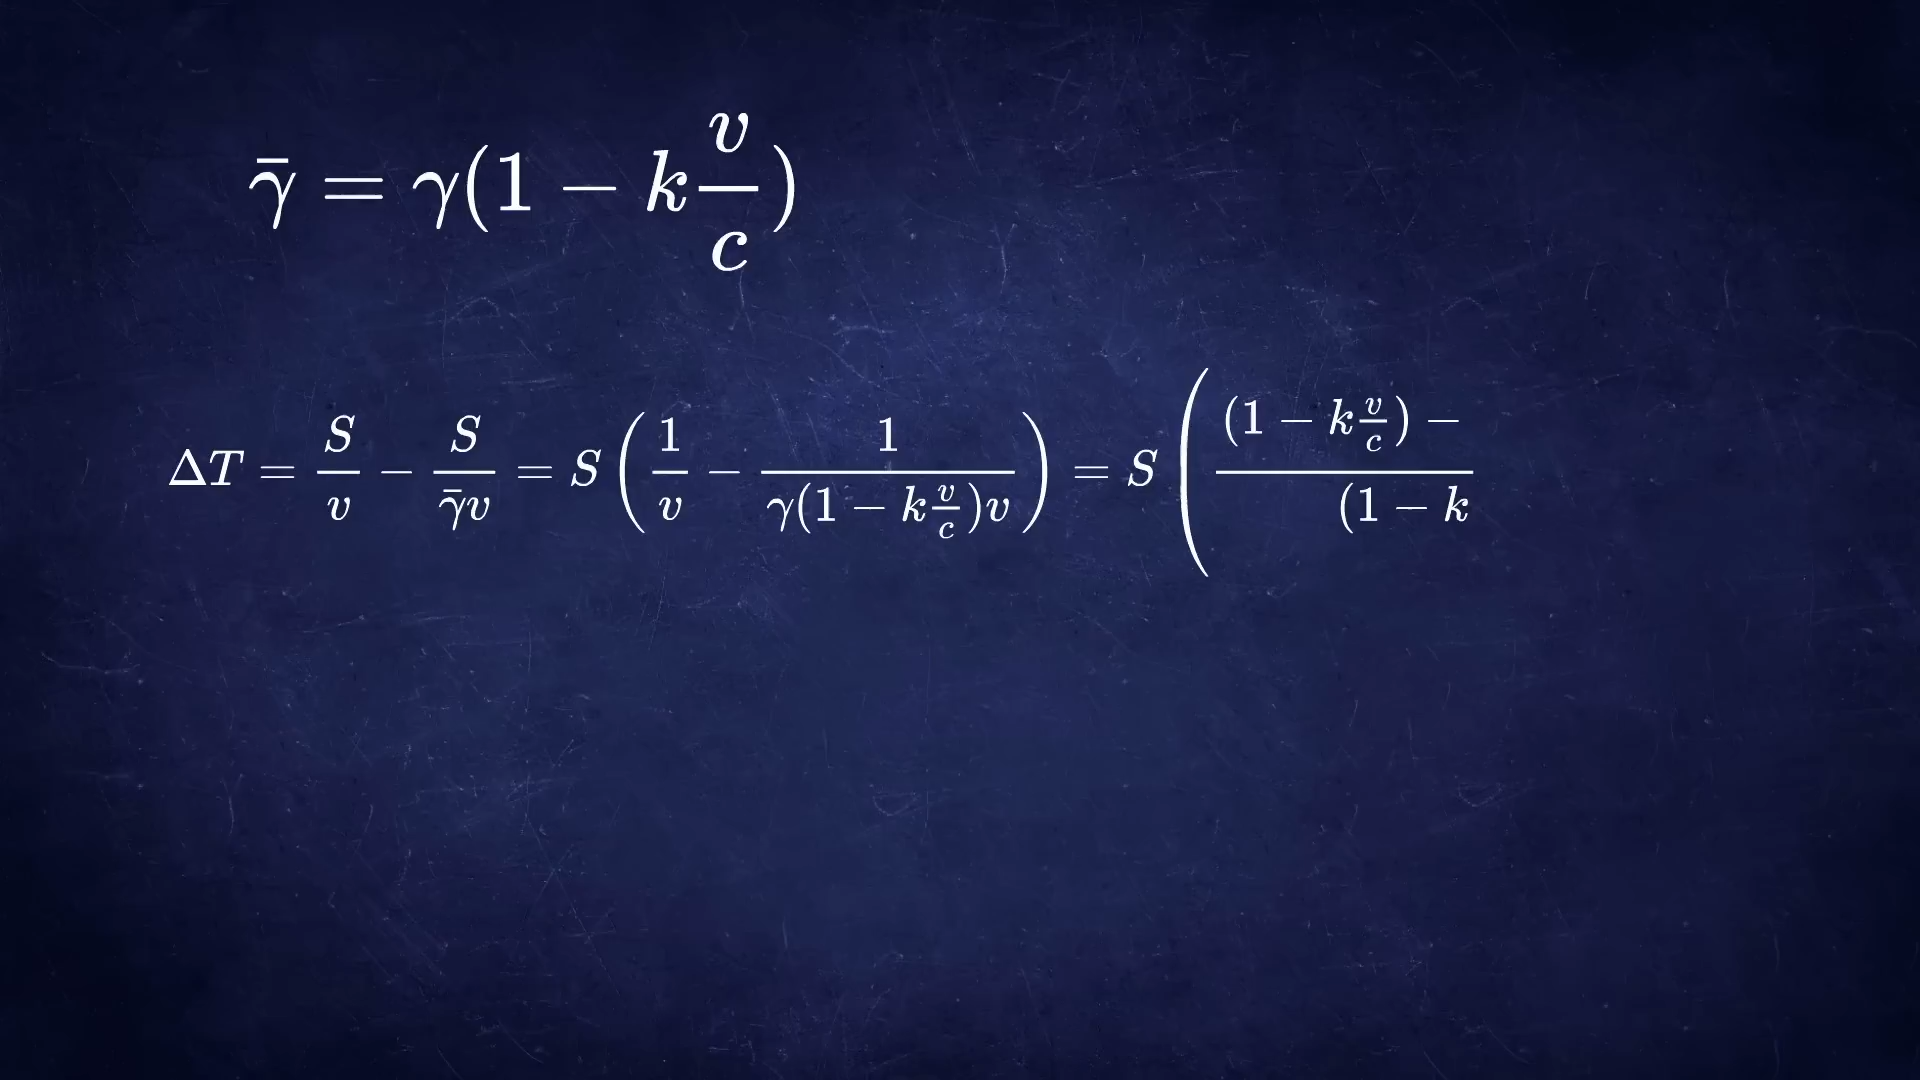 γ̄ = γ(1 − k v/c)
ΔT = S/v − S/(γ̄v) = S(1/v − 1/(γ(1 − k v/c)v)) = S( ((1 − k v/c) −)/((1 − k